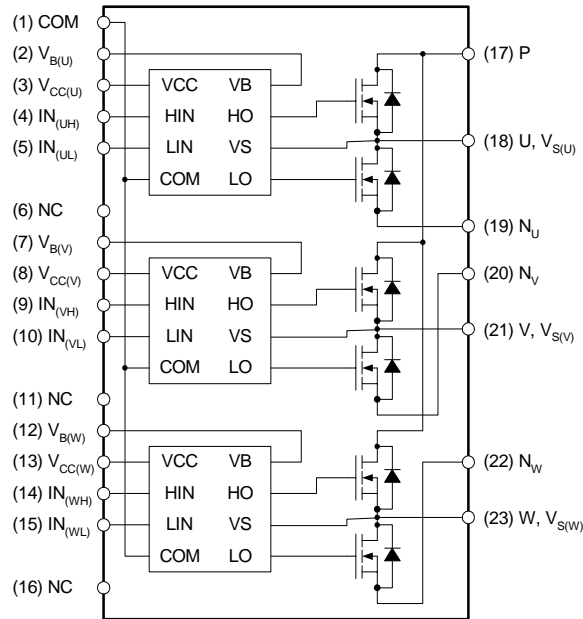 (1) COM
(2) V_B(U)
(3) V_CC(U)
(4) IN_(UH)
(5) IN_(UL)
(6) NC
(7) V_B(V)
(8) V_CC(V)
(9) IN_(VH)
(10) IN_(VL)
(11) NC
(12) V_B(W)
(13) V_CC(W)
(14) IN_(WH)
(15) IN_(WL)
(16) NC
VCC VB
HIN HO
LIN VS
COM LO
VCC VB
HIN HO
LIN VS
COM LO
VCC VB
HIN HO
LIN VS
COM LO
(17) P
(18) U, V_S(U)
(19) N_U
(20) N_V
(21) V, V_S(V)
(22) N_W
(23) W, V_S(W)